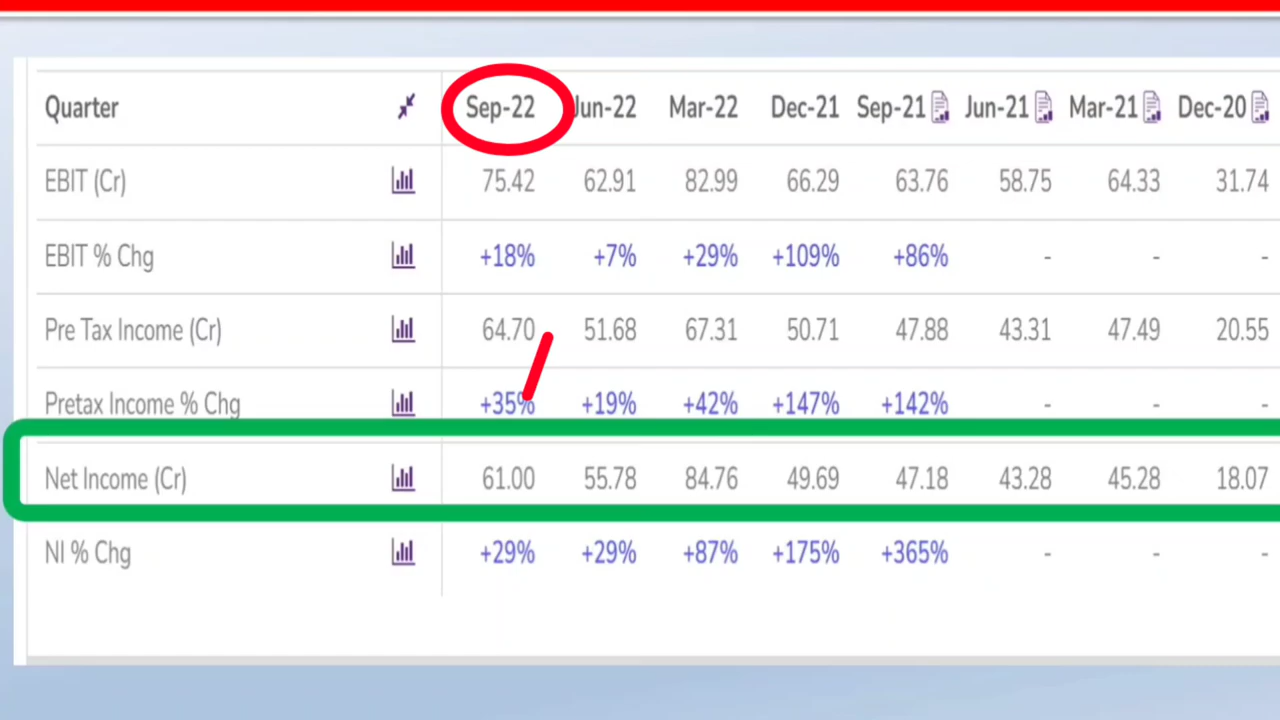 Quarter Sep-22 Jun-22 Mar-22 Dec-21 Sep-21 Jun-21 Mar-21 Dec-20
EBIT (Cr) 75.42 62.91 82.99 66.29 63.76 58.75 64.33 31.74
EBIT % Chg +18% +7% +29% +109% +86% - - -
Pre Tax Income (Cr) 64.70 51.68 67.31 50.71 47.88 43.31 47.49 20.55
Pretax Income % Chg +35% +19% +42% +147% +142% - - -
Net Income (Cr) 61.00 55.78 84.76 49.69 47.18 43.28 45.28 18.07
NI % Chg +29% +29% +87% +175% +365% - - -